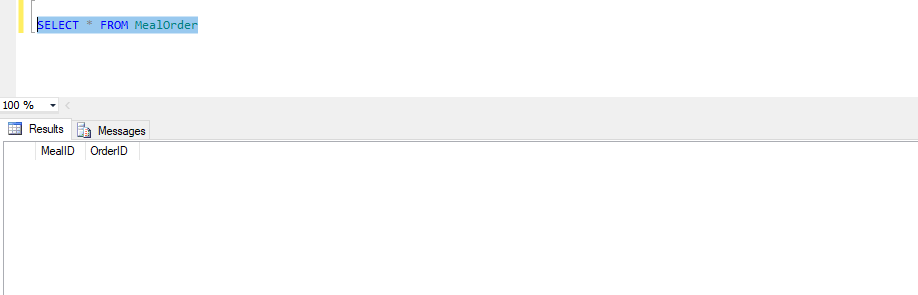 SELECT * FROM MealOrder
100 %
Results Messages
MealID OrderID